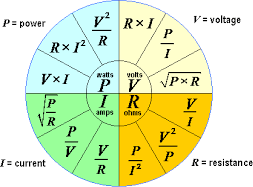 P = power
V = voltage
V²/R
R × I
R × I²
P/I
V × I
√P × R
watts
volts
P
V
I
R
amps
ohms
√P/R
V/I
P/V
V²/P
V/R
P/I²
I = current
R = resistance